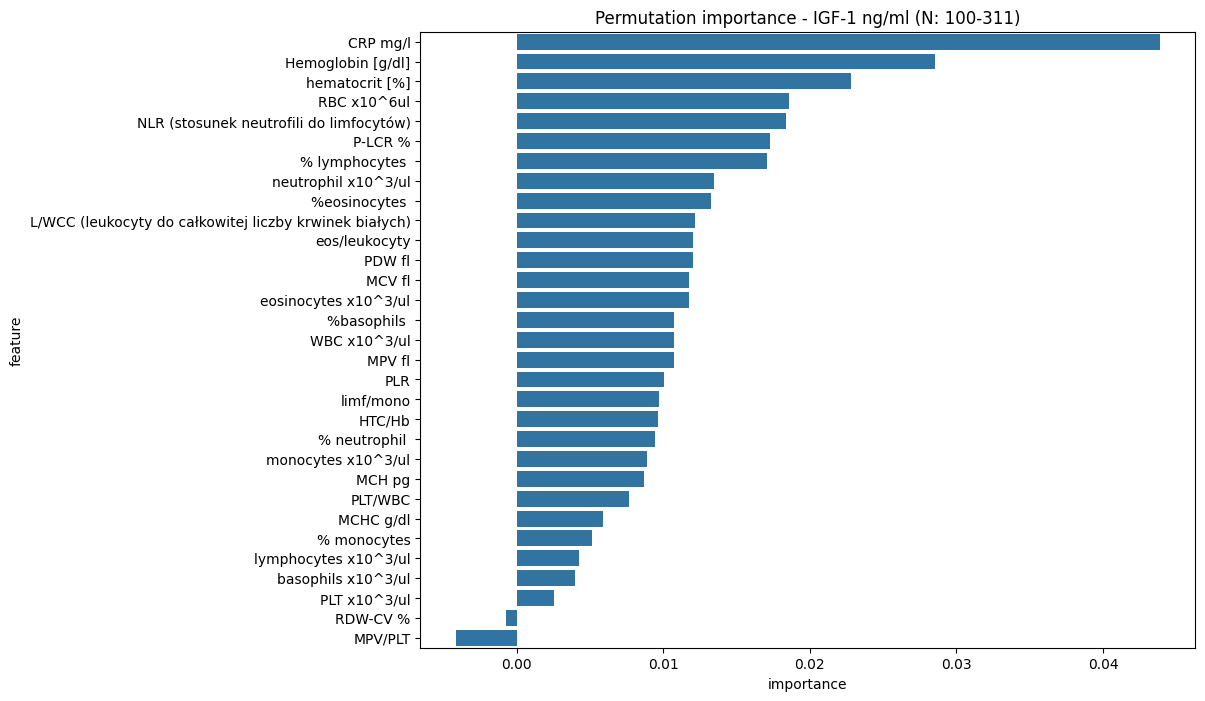 Permutation importance - IGF-1 ng/ml (N: 100-311)
CRP mg/l
Hemoglobin [g/dl]
hematocrit [%]
RBC x10^6ul
NLR (stosunek neutrofili do limfocytów)
P-LCR %
% lymphocytes
neutrophil x10^3/ul
%eosinocytes
L/WCC (leukocyty do całkowitej liczby krwinek białych)
eos/leukocyty
PDW fl
MCV fl
eosinocytes x10^3/ul
%basophils
WBC x10^3/ul
MPV fl
PLR
limf/mono
HTC/Hb
% neutrophil
monocytes x10^3/ul
MCH pg
PLT/WBC
MCHC g/dl
% monocytes
lymphocytes x10^3/ul
basophils x10^3/ul
PLT x10^3/ul
RDW-CV %
MPV/PLT
feature
0.00 0.01 0.02 0.03 0.04
importance